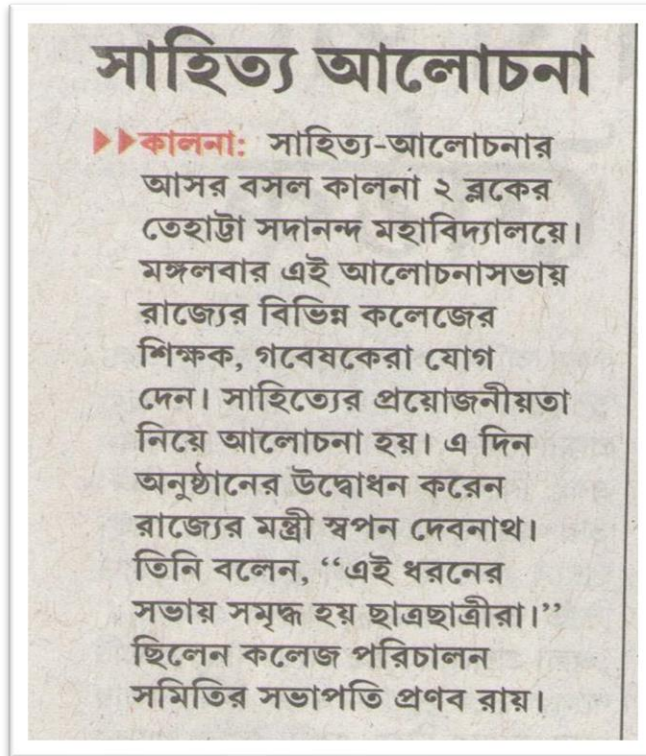 সাহিত্য আলোচনা
কালনা: সাহিত্য-আলোচনার
আসর বসল কালনা ২ ব্লকের
তেহাট্টা সদানন্দ মহাবিদ্যালয়ে।
মঙ্গলবার এই আলোচনাসভায়
রাজ্যের বিভিন্ন কলেজের
শিক্ষক, গবেষকেরা যোগ
দেন। সাহিত্যের প্রয়োজনীয়তা
নিয়ে আলোচনা হয়। এ দিন
অনুষ্ঠানের উদ্বোধন করেন
রাজ্যের মন্ত্রী স্বপন দেবনাথ।
তিনি বলেন, “এই ধরনের
সভায় সমৃদ্ধ হয় ছাত্রছাত্রীরা।”
ছিলেন কলেজ পরিচালন
সমিতির সভাপতি প্রণব রায়।